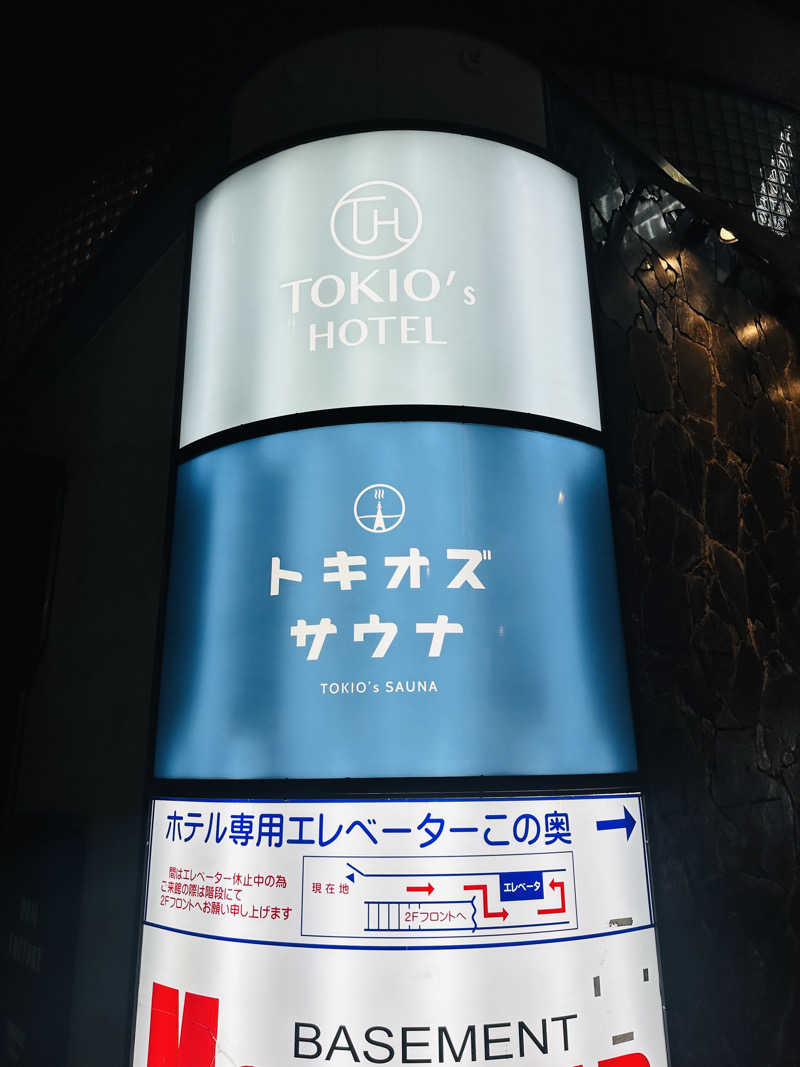 TH
TOKIO's
HOTEL
トキオズ
サウナ
TOKIO's SAUNA
ホテル専用エレベーターこの奥
間はエレベーター休止中の為
ご来館の際は階段にて
2Fフロントへお願い申し上げます
現在地
エレベータ
2Fフロントへ
BASEMENT